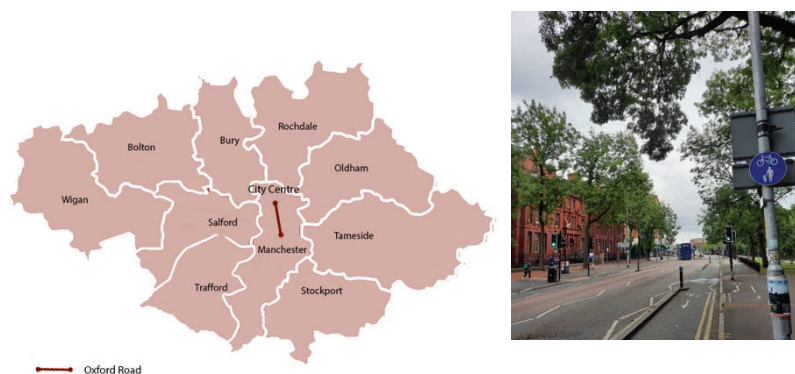 Rochdale
Bury
Bolton
Oldham
City Centre
Wigan
Salford
Tameside
Manchester
Trafford
Stockport
Oxford Road